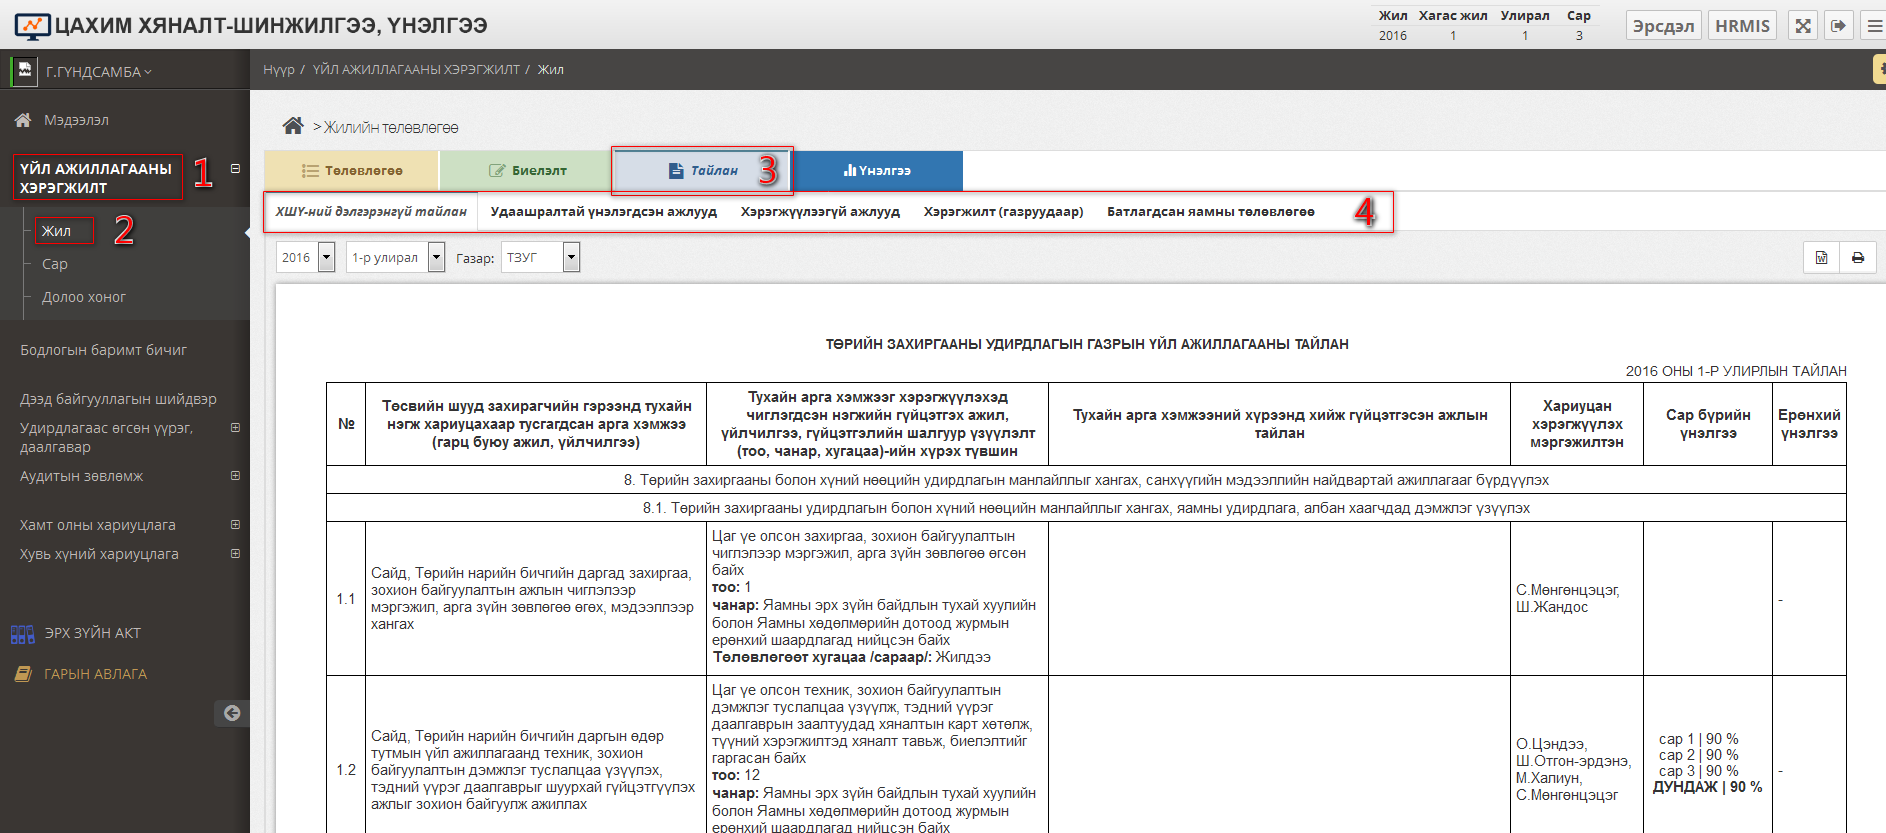 ЦАХИМ ХЯНАЛТ-ШИНЖИЛГЭЭ, ҮНЭЛГЭЭ
Жил Хагас жил Улирал Сар
2016 1 1 3
Эрсдэл HRMIS
Г.ГҮНДСАМБА
Нүүр / ҮЙЛ АЖИЛЛАГААНЫ ХЭРЭГЖИЛТ / Жил
Мэдээлэл
ҮЙЛ АЖИЛЛАГААНЫ
ХЭРЭГЖИЛТ
1
Жил
2
Сар
Долоо хоног
Бодлогын баримт бичиг
Дээд байгууллагын шийдвэр
Удирдлагаас өгсөн үүрэг,
даалгавар
Аудитын зөвлөмж
Хамт олны хариуцлага
Хувь хүний хариуцлага
ЭРХ ЗҮЙН АКТ
ГАРЫН АВЛАГА
> Жилийн төлөвлөгөө
Төлөвлөгөө Биелэлт Тайлан 3 Үнэлгээ
ХШҮ-ний дэлгэрэнгүй тайлан Удаашралтай үнэлэгдсэн ажлууд Хэрэгжүүлээгүй ажлууд Хэрэгжилт (газруудаар) Батлагдсан яамны төлөвлөгөө 4
2016 1-р улирал Газар: ТЗУГ
ТӨРИЙН ЗАХИРГААНЫ УДИРДЛАГЫН ГАЗРЫН ҮЙЛ АЖИЛЛАГААНЫ ТАЙЛАН
2016 ОНЫ 1-Р УЛИРЛЫН ТАЙЛАН
№
Төсвийн шууд захирагчийн гэрээнд тухайн
нэгж хариуцахаар тусгагдсан арга хэмжээ
(гарц буюу ажил, үйлчилгээ)
Тухайн арга хэмжээг хэрэгжүүлэхэд
чиглэгдсэн нэгжийн гүйцэтгэх ажил,
үйлчилгээ, гүйцэтгэлийн шалгуур үзүүлэлт
(тоо, чанар, хугацаа)-ийн хүрэх түвшин
Тухайн арга хэмжээний хүрээнд хийж гүйцэтгэсэн ажлын
тайлан
Хариуцан
хэрэгжүүлэх
мэргэжилтэн
Сар бүрийн
үнэлгээ
Ерөнхий
үнэлгээ
8. Төрийн захиргааны болон хүний нөөцийн удирдлагын манлайллыг хангах, санхүүгийн мэдээллийн найдвартай ажиллагааг бүрдүүлэх
8.1. Төрийн захиргааны удирдлагын болон хүний нөөцийн манлайллыг хангах, яамны удирдлага, албан хаагчдад дэмжлэг үзүүлэх
1.1
Сайд, Төрийн нарийн бичгийн даргад захиргаа,
зохион байгуулалтын ажлын чиглэлээр
мэргэжил, арга зүйн зөвлөгөө өгөх, мэдээллээр
хангах
Цаг үе олсон захиргаа, зохион байгуулалтын
чиглэлээр мэргэжил, арга зүйн зөвлөгөө өгсөн
байх
тоо: 1
чанар: Яамны эрх зүйн байдлын тухай хуулийн
болон Яамны хөдөлмөрийн дотоод журмын
ерөнхий шаардлагад нийцсэн байх
Төлөвлөгөөт хугацаа /сараар/: Жилдээ
С.Мөнгөнцэцэг,
Ш.Жандос
-
1.2
Сайд, Төрийн нарийн бичгийн даргын өдөр
тутмын үйл ажиллагаанд техник, зохион
байгуулалтын дэмжлэг туслалцаа үзүүлэх,
тэдний үүрэг даалгаврыг шуурхай гүйцэтгүүлэх
ажлыг зохион байгуулж ажиллах
Цаг үе олсон техник, зохион байгуулалтын
дэмжлэг туслалцаа үзүүлж, тэдний үүрэг
даалгаврын заалтуудад хяналтын карт хөтөлж,
түүний хэрэгжилтэд хяналт тавьж, биелэлтийг
гаргасан байх
тоо: 12
чанар: Яамны эрх зүйн байдлын тухай хуулийн
болон Яамны хөдөлмөрийн дотоод журмын
ерөнхий шаардлагад нийцсэн байх
О.Цэндээ,
Ш.Отгон-эрдэнэ,
М.Халиун,
С.Мөнгөнцэцэг
сар 1 | 90 %
сар 2 | 90 %
сар 3 | 90 %
ДУНДАЖ | 90 %
-